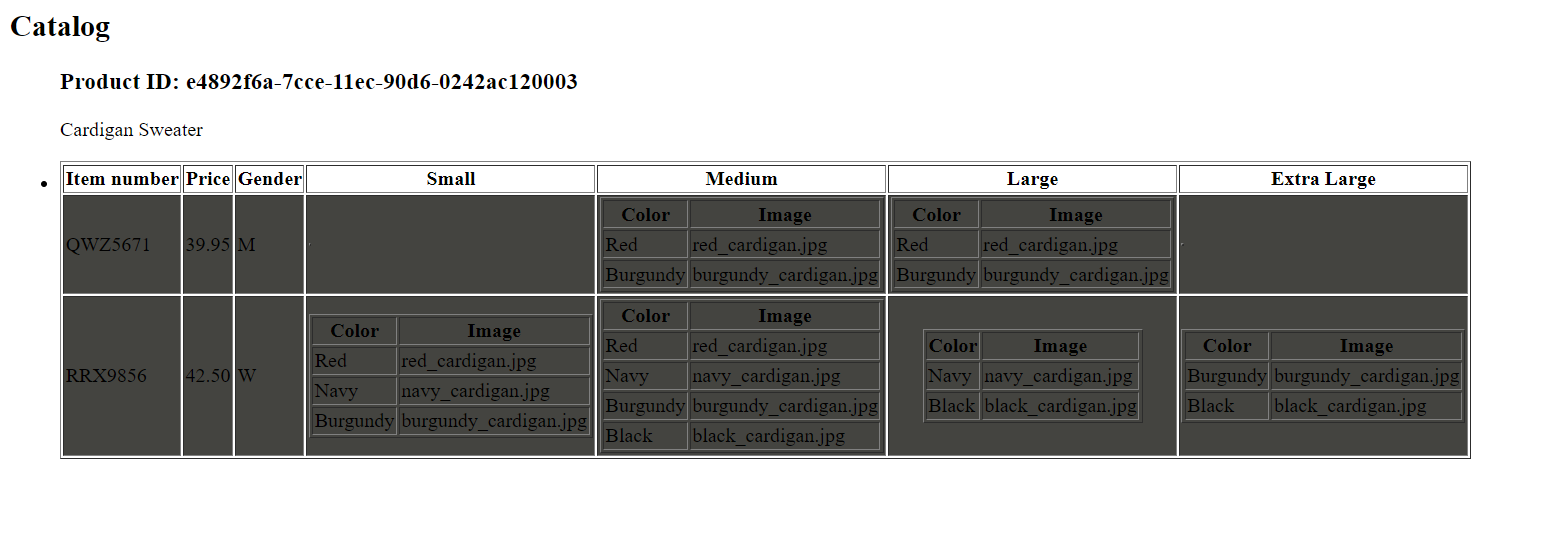 Catalog
Product ID: e4892f6a-7cce-11ec-90d6-0242ac120003
Cardigan Sweater
Item number Price Gender Small Medium Large Extra Large
QWZ5671 39.95 M
Color Image
Red red_cardigan.jpg
Burgundy burgundy_cardigan.jpg
Color Image
Red red_cardigan.jpg
Burgundy burgundy_cardigan.jpg
RRX9856 42.50 W
Color Image
Red red_cardigan.jpg
Navy navy_cardigan.jpg
Burgundy burgundy_cardigan.jpg
Color Image
Red red_cardigan.jpg
Navy navy_cardigan.jpg
Burgundy burgundy_cardigan.jpg
Black black_cardigan.jpg
Color Image
Navy navy_cardigan.jpg
Black black_cardigan.jpg
Color Image
Burgundy burgundy_cardigan.jpg
Black black_cardigan.jpg